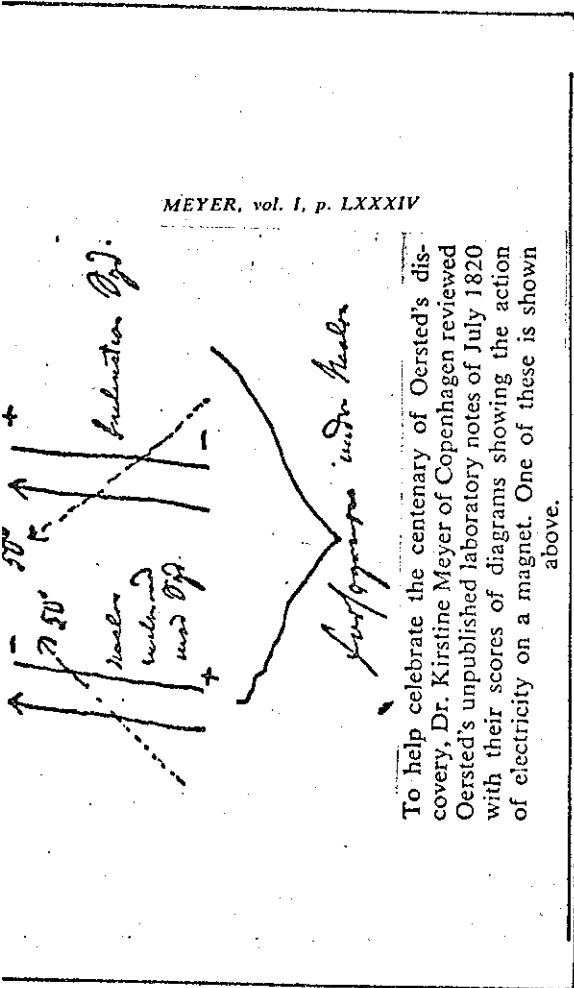 50°
- 50° +
+ -
MEYER, vol. I, p. LXXXIV
To help celebrate the centenary of Oersted's dis-
covery, Dr. Kirstine Meyer of Copenhagen reviewed
Oersted's unpublished laboratory notes of July 1820
with their scores of diagrams showing the action
of electricity on a magnet. One of these is shown
above.